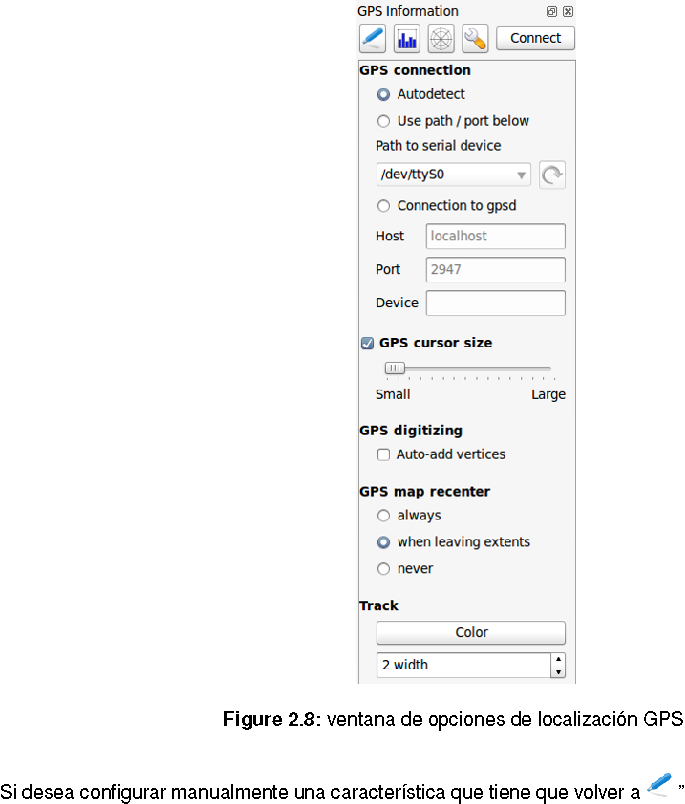 GPS Information
Connect
GPS connection
Autodetect
Use path / port below
Path to serial device
/dev/ttyS0
Connection to gpsd
Host localhost
Port 2947
Device
GPS cursor size
Small Large
GPS digitizing
Auto-add vertices
GPS map recenter
always
when leaving extents
never
Track
Color
2 width
Figure 2.8: ventana de opciones de localización GPS
Si desea configurar manualmente una característica que tiene que volver a ”